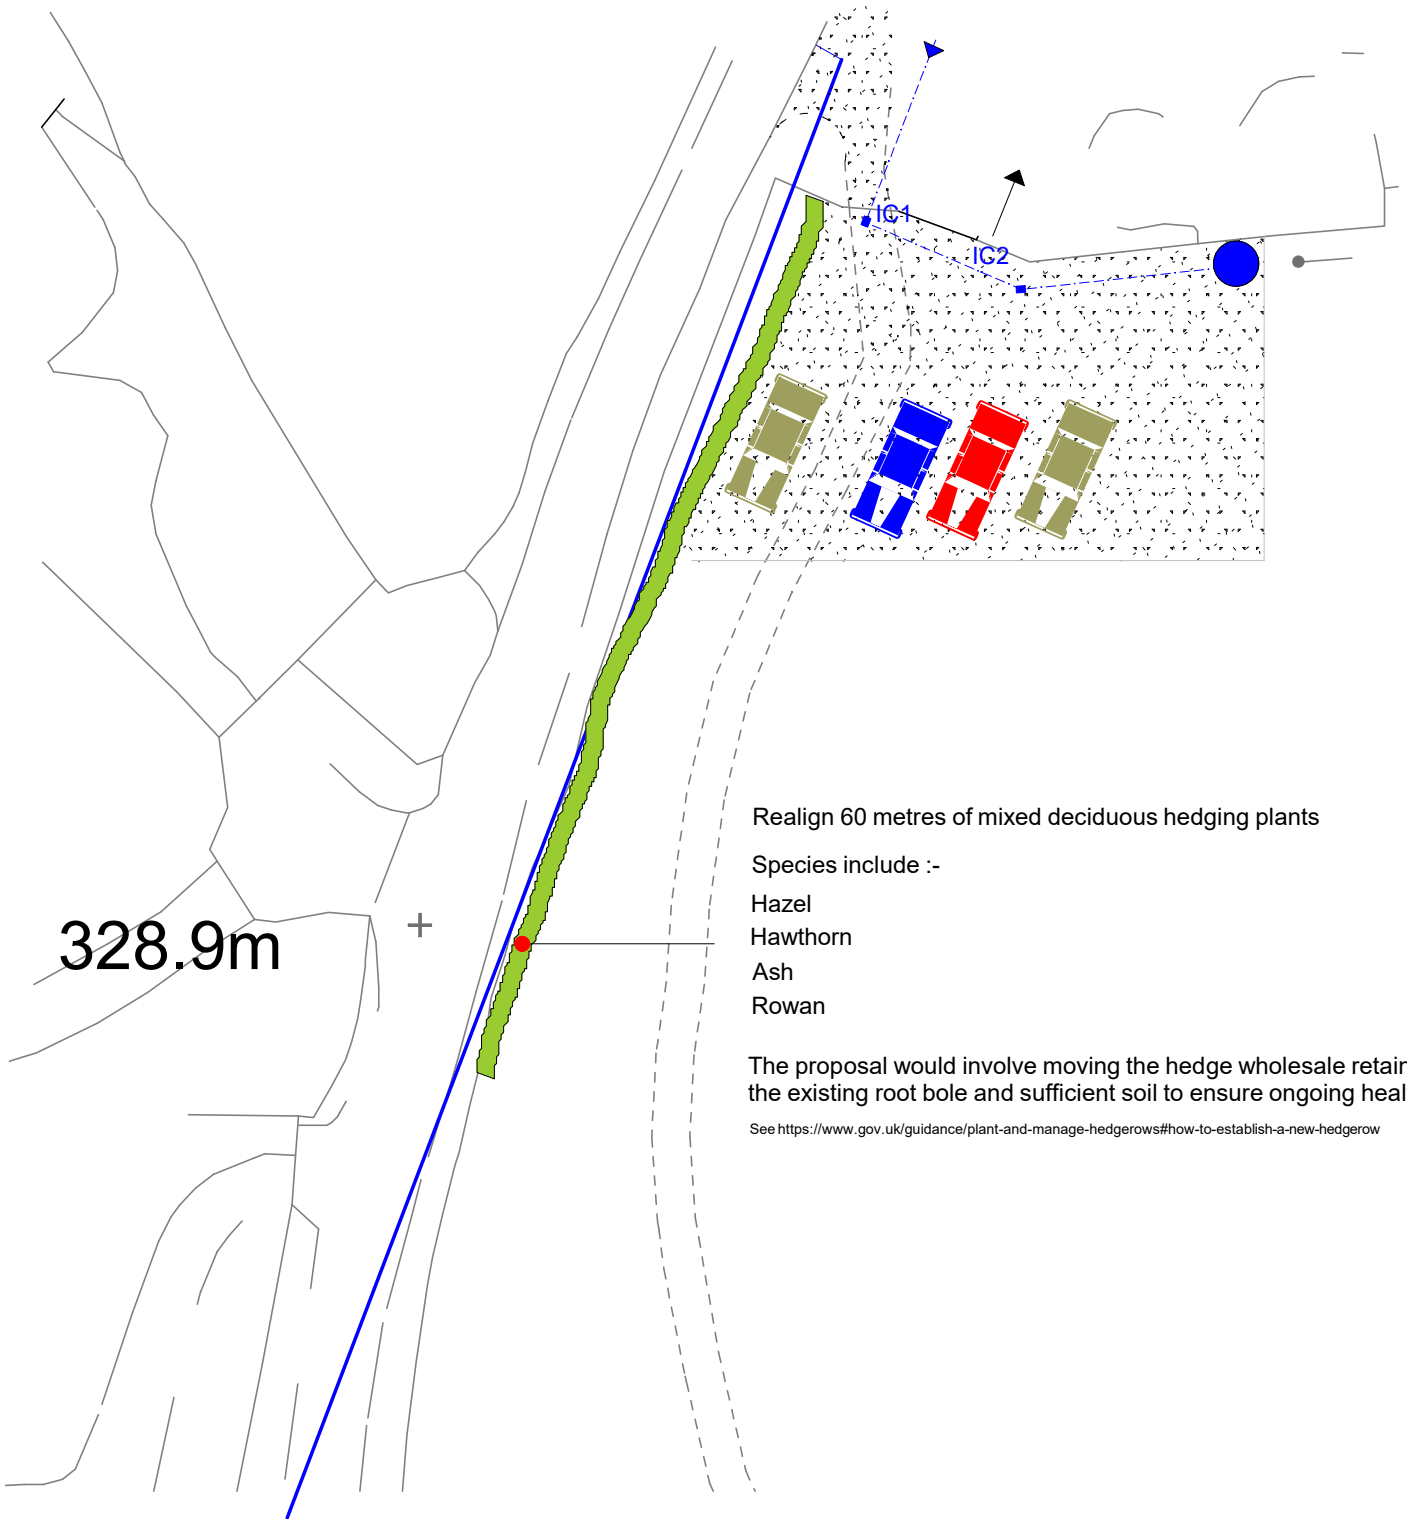 IC1
IC2
Realign 60 metres of mixed deciduous hedging plants
Species include :-
Hazel
Hawthorn
Ash
Rowan
328.9m
The proposal would involve moving the hedge wholesale retain
the existing root bole and sufficient soil to ensure ongoing heal
See https://www.gov.uk/guidance/plant-and-manage-hedgerows#how-to-establish-a-new-hedgerow